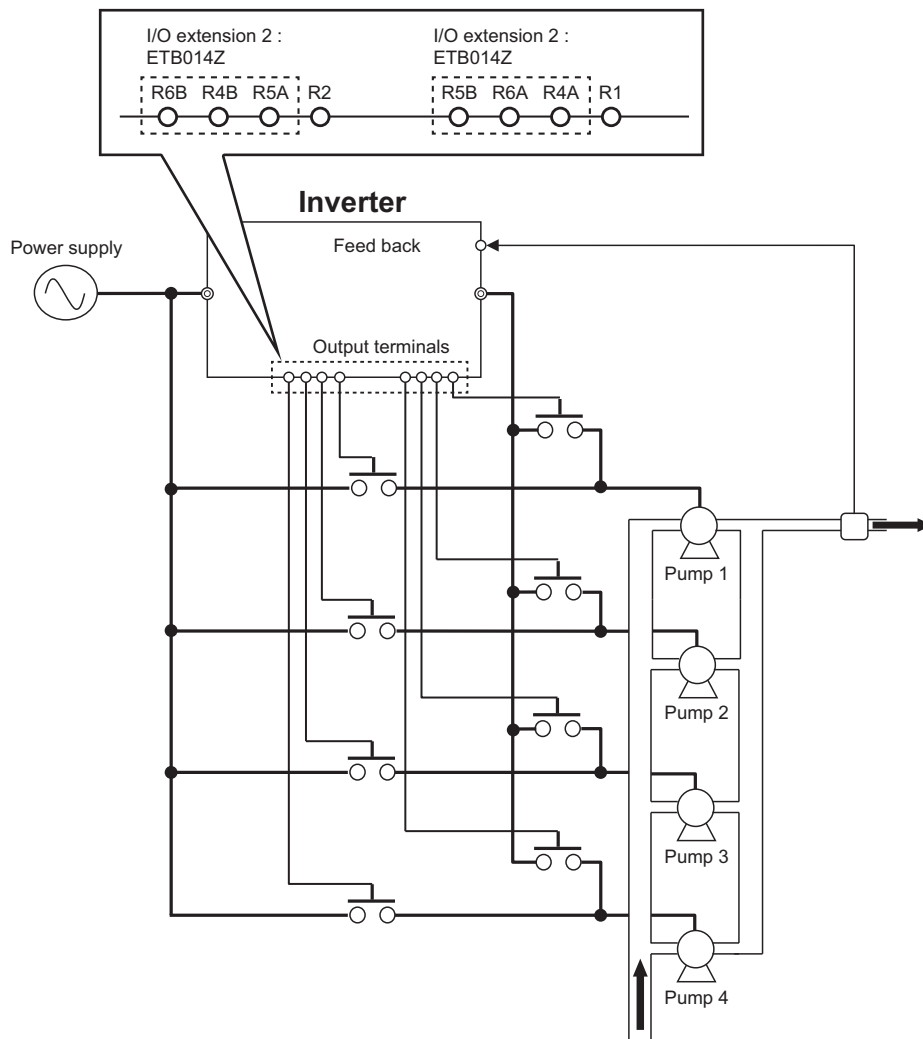 I/O extension 2 :
ETB014Z
I/O extension 2 :
ETB014Z
R6B R4B R5A R2 R5B R6A R4A R1
Inverter
Power supply
Feed back
Output terminals
Pump 1
Pump 2
Pump 3
Pump 4